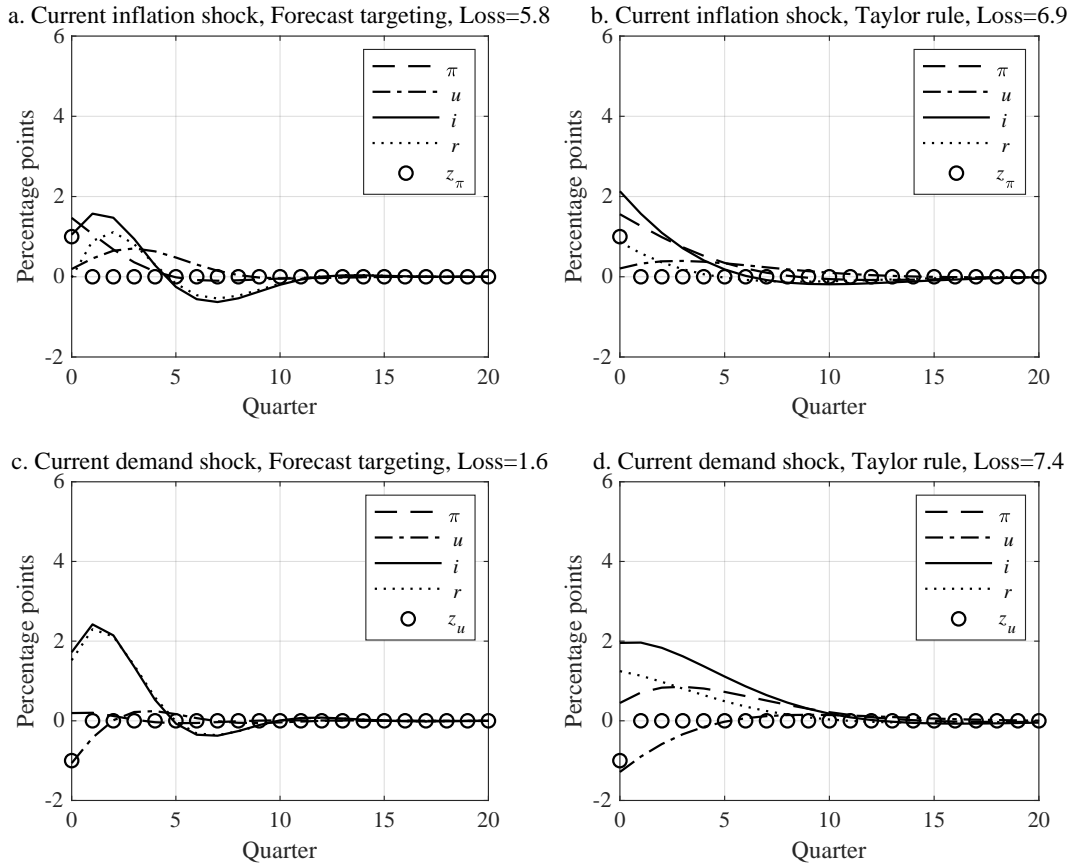 a. Current inflation shock, Forecast targeting, Loss=5.8
6
4
2
0
-2
0 5 10 15 20
Percentage points
Quarter
π
u
i
r
z_π
b. Current inflation shock, Taylor rule, Loss=6.9
6
4
2
0
-2
0 5 10 15 20
Percentage points
Quarter
π
u
i
r
z_π
c. Current demand shock, Forecast targeting, Loss=1.6
6
4
2
0
-2
0 5 10 15 20
Percentage points
Quarter
π
u
i
r
z_u
d. Current demand shock, Taylor rule, Loss=7.4
6
4
2
0
-2
0 5 10 15 20
Percentage points
Quarter
π
u
i
r
z_u